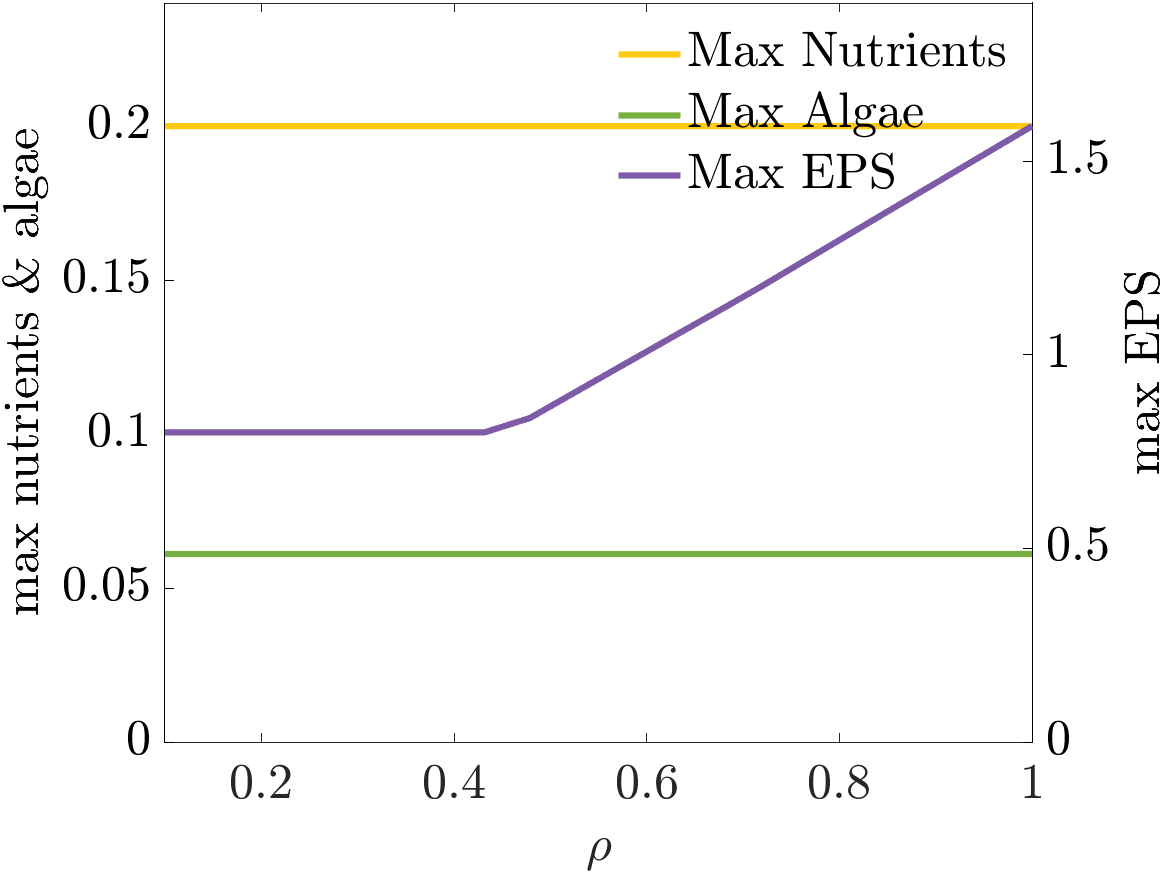 Max Nutrients
Max Algae
Max EPS
max nutrients & algae
0.2
0.15
0.1
0.05
0
max EPS
1.5
1
0.5
0
0.2 0.4 0.6 0.8 1
ρ